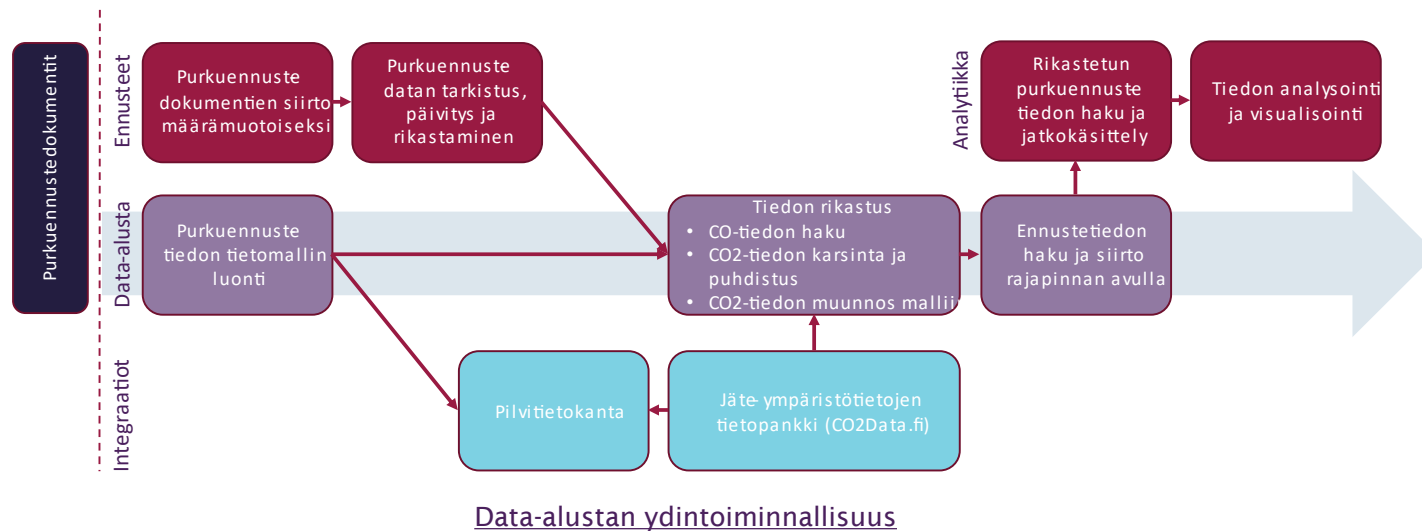 Purkuennustedokumentit
Ennusteet
Purkuennuste
dokumentien siirto
määrämuotoiseksi
Purkuennuste
datan tarkistus,
päivitys ja
rikastaminen
Analytiikka
Rikastetun
purkuennuste
tiedon haku ja
jatkokäsittely
Tiedon analysointi
ja visualisointi
Data-alusta
Purkuennuste
tiedon tietomallin
luonti
Tiedon rikastus
• CO-tiedon haku
• CO2-tiedon karsinta ja
puhdistus
• CO2-tiedon muunnos malliin
Ennustetiedon
haku ja siirto
rajapinnan avulla
Integraatiot
Pilvitietokanta
Jäte-ympäristötietojen
tietopankki (CO2Data.fi)
Data-alustan ydintoiminnallisuus